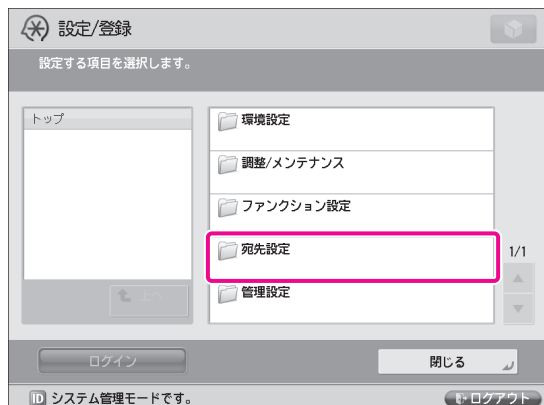 設定/登録
設定する項目を選択します。
トップ
環境設定
調整/メンテナンス
ファンクション設定
宛先設定
1/1
管理設定
上へ
ログイン
閉じる
ID システム管理モードです。
ログアウト